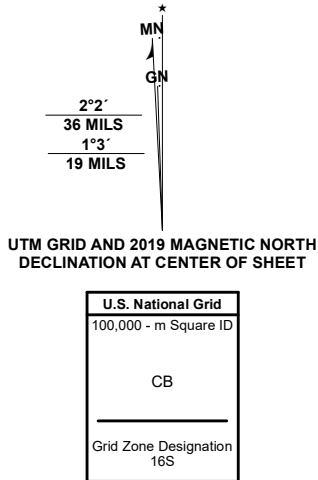 ★
MN
GN
2°2´
36 MILS
1°3´
19 MILS
UTM GRID AND 2019 MAGNETIC NORTH
DECLINATION AT CENTER OF SHEET
U.S. National Grid
100,000 - m Square ID
CB
Grid Zone Designation
16S